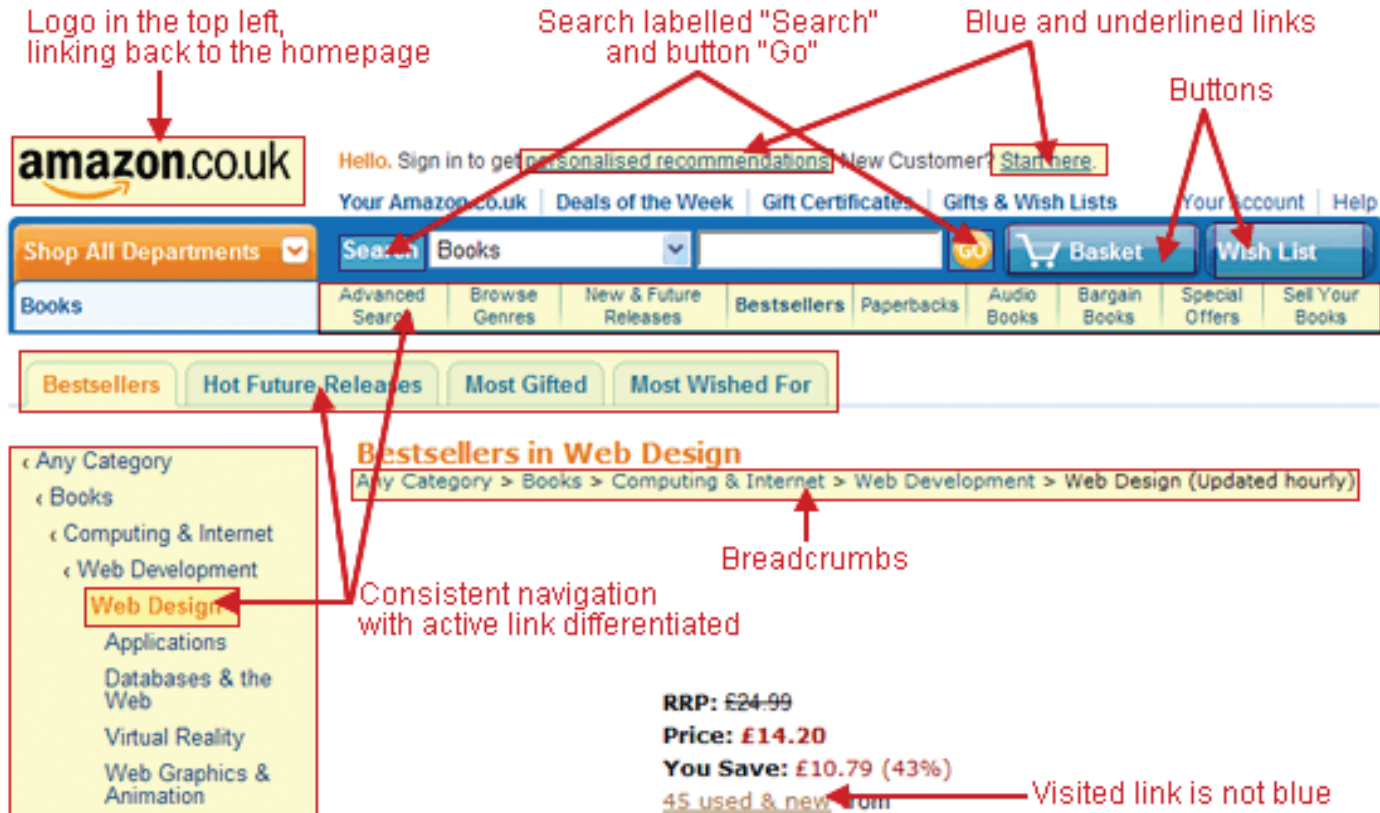 Logo in the top left,
linking back to the homepage
Search labelled "Search"
and button "Go"
Blue and underlined links
Buttons
amazon.co.uk
Hello. Sign in to get personalised recommendations. New Customer? Start here.
Your Amazon.co.uk | Deals of the Week | Gift Certificates | Gifts & Wish Lists
Your Account | Help
Shop All Departments
Search
Books
GO
Basket
Wish List
Books
Advanced
Search
Browse
Genres
New & Future
Releases
Bestsellers
Paperbacks
Audio
Books
Bargain
Books
Special
Offers
Sell Your
Books
Bestsellers
Hot Future Releases
Most Gifted
Most Wished For
‹ Any Category
‹ Books
‹ Computing & Internet
‹ Web Development
Web Design
Applications
Databases & the
Web
Virtual Reality
Web Graphics &
Animation
Bestsellers in Web Design
Any Category > Books > Computing & Internet > Web Development > Web Design (Updated hourly)
Breadcrumbs
Consistent navigation
with active link differentiated
RRP: £24.99
Price: £14.20
You Save: £10.79 (43%)
45 used & new from
Visited link is not blue